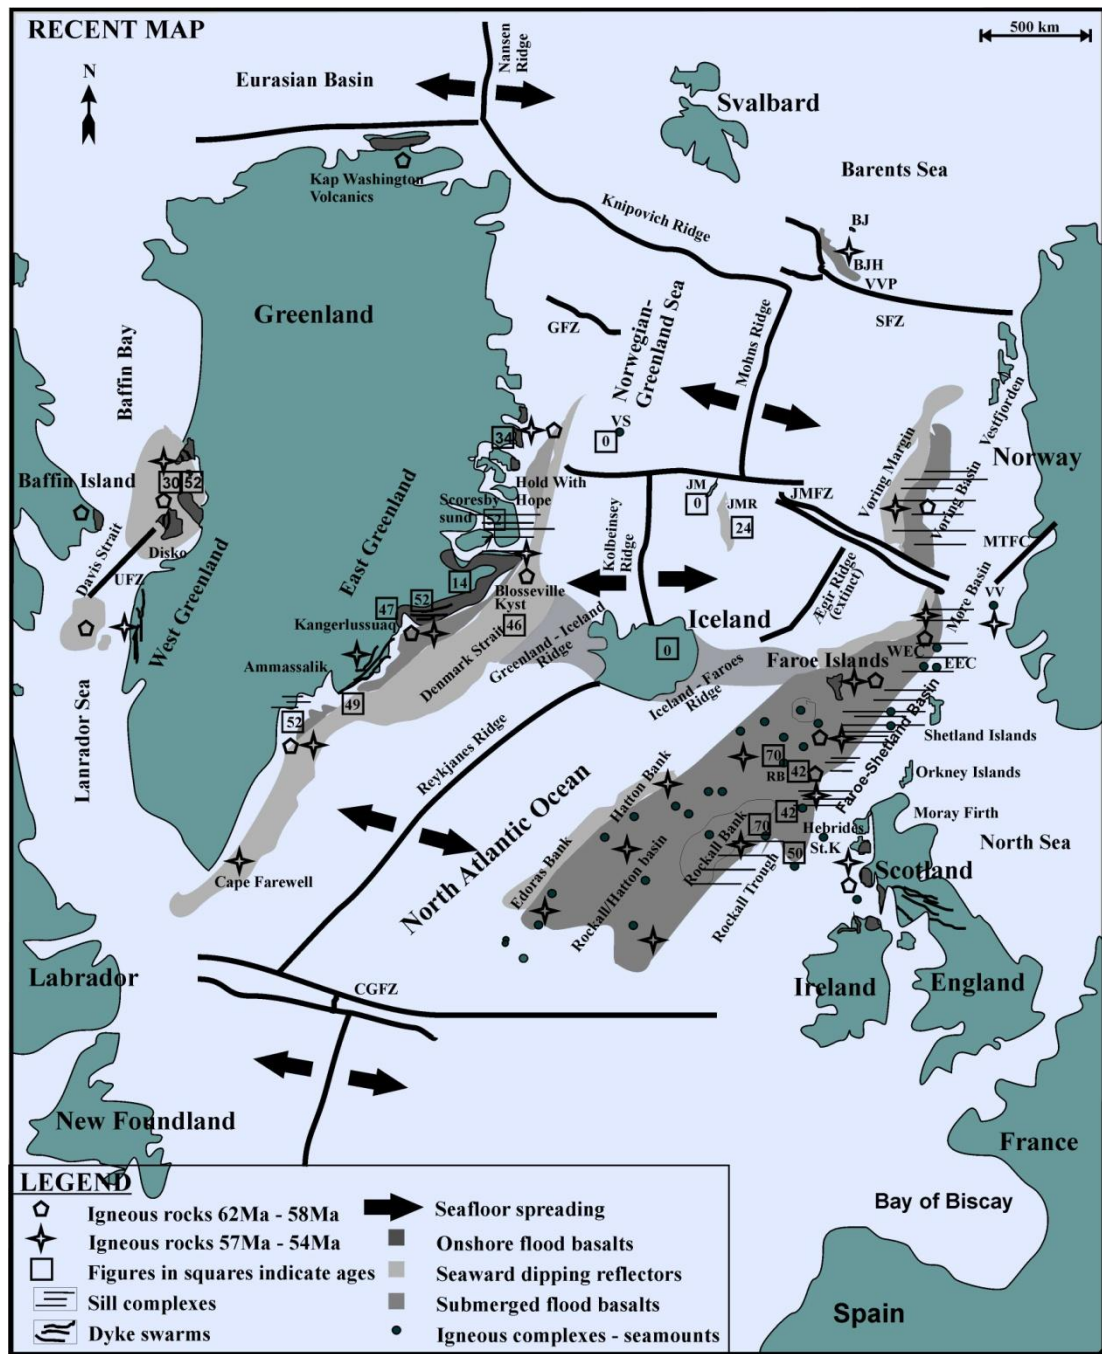 RECENT MAP
500 km
N
Nansen
Ridge
Eurasian Basin
Svalbard
Kap Washington
Volcanics
Barents Sea
Knipovich Ridge
BJ
BJH
VVP
SFZ
Greenland
GFZ
Norwegian-
Greenland Sea
Mohns Ridge
Baffin Bay
Vestfjorden
Norway
34
VS
0
Vøring Margin
Vøring Basin
Baffin Island
30
52
Hold With
Hope
JM
0
JMR
24
JMFZ
Scoresby
sund
52
Kolbeinsey
Ridge
MTFC
Davis Strait
Disko
UFZ
East Greenland
14
Ægir Ridge
(extinct)
More Basin
VV
West Greenland
47
52
Blosseville
Kyst
46
Kangerlussuaq
Iceland
0
Denmark Strait
Greenland - Iceland
Ridge
WEC
EEC
Ammassalik
Faroe Islands
Iceland - Faroes
Ridge
Lanrador Sea
49
52
Reykjanes Ridge
Faroe-Shetland Basin
Shetland Islands
70
RB
42
Orkney Islands
Hatton Bank
42
70
Hebrides
Moray Firth
North Sea
St.K
50
Rockall Bank
Scotland
Cape Farewell
North Atlantic Ocean
Edoras Bank
Rockall/Hatton basin
Rockall Trough
Labrador
CGFZ
Ireland
England
New Foundland
France
Bay of Biscay
Spain
LEGEND
Igneous rocks 62Ma - 58Ma
Igneous rocks 57Ma - 54Ma
Figures in squares indicate ages
Sill complexes
Dyke swarms
Seafloor spreading
Onshore flood basalts
Seaward dipping reflectors
Submerged flood basalts
Igneous complexes - seamounts